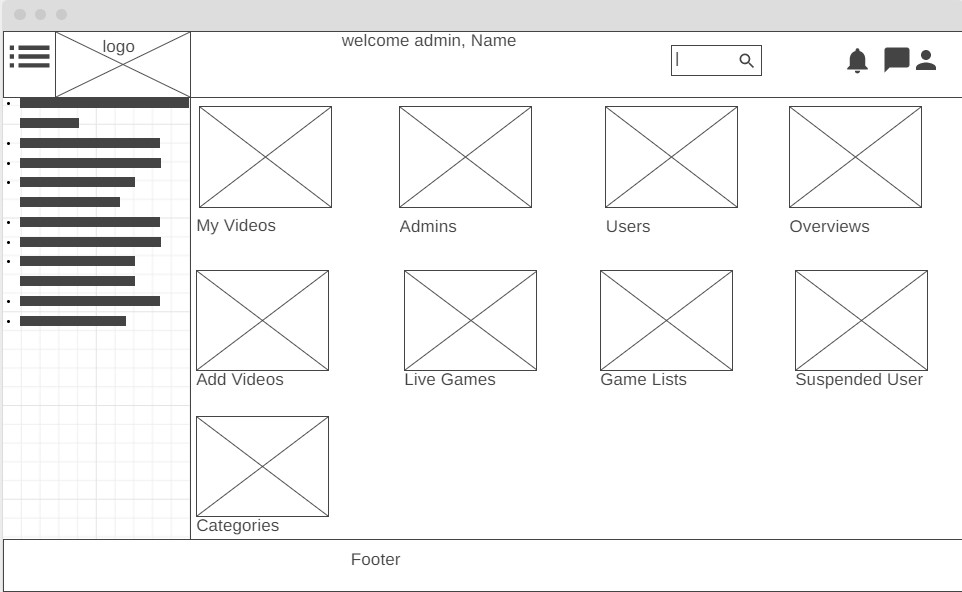 logo
welcome admin, Name
My Videos
Admins
Users
Overviews
Add Videos
Live Games
Game Lists
Suspended User
Categories
Footer